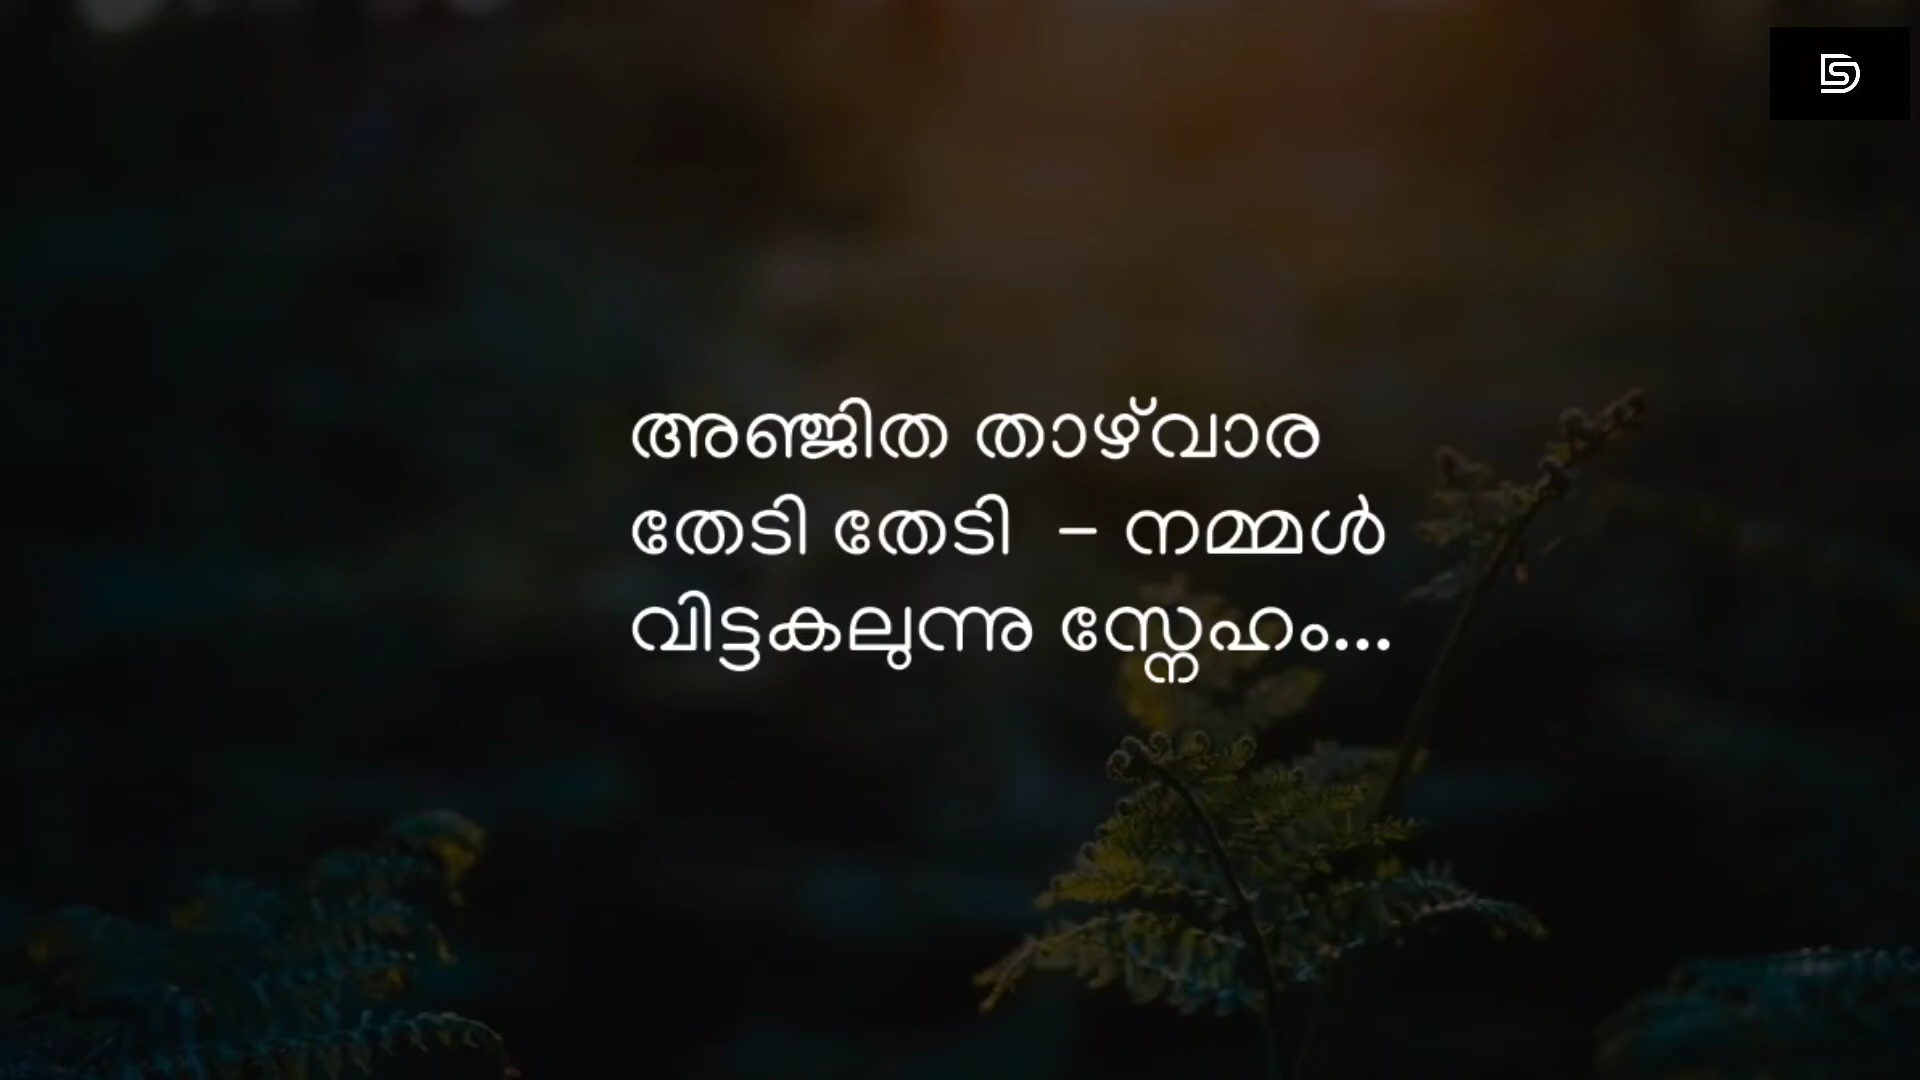 അഞ്ജിത താഴ്‌വാര
തേടി തേടി – നമ്മൾ
വിട്ടകലുന്നു സ്നേഹം...